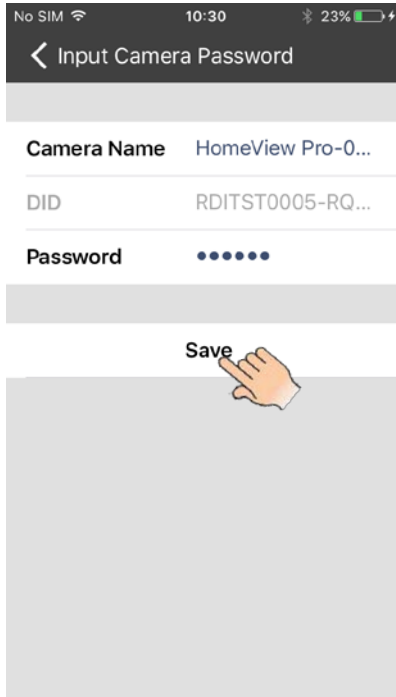 No SIM 10:30 23%
Input Camera Password
Camera Name HomeView Pro-0...
DID RDITST0005-RQ...
Password ●●●●●●
Save